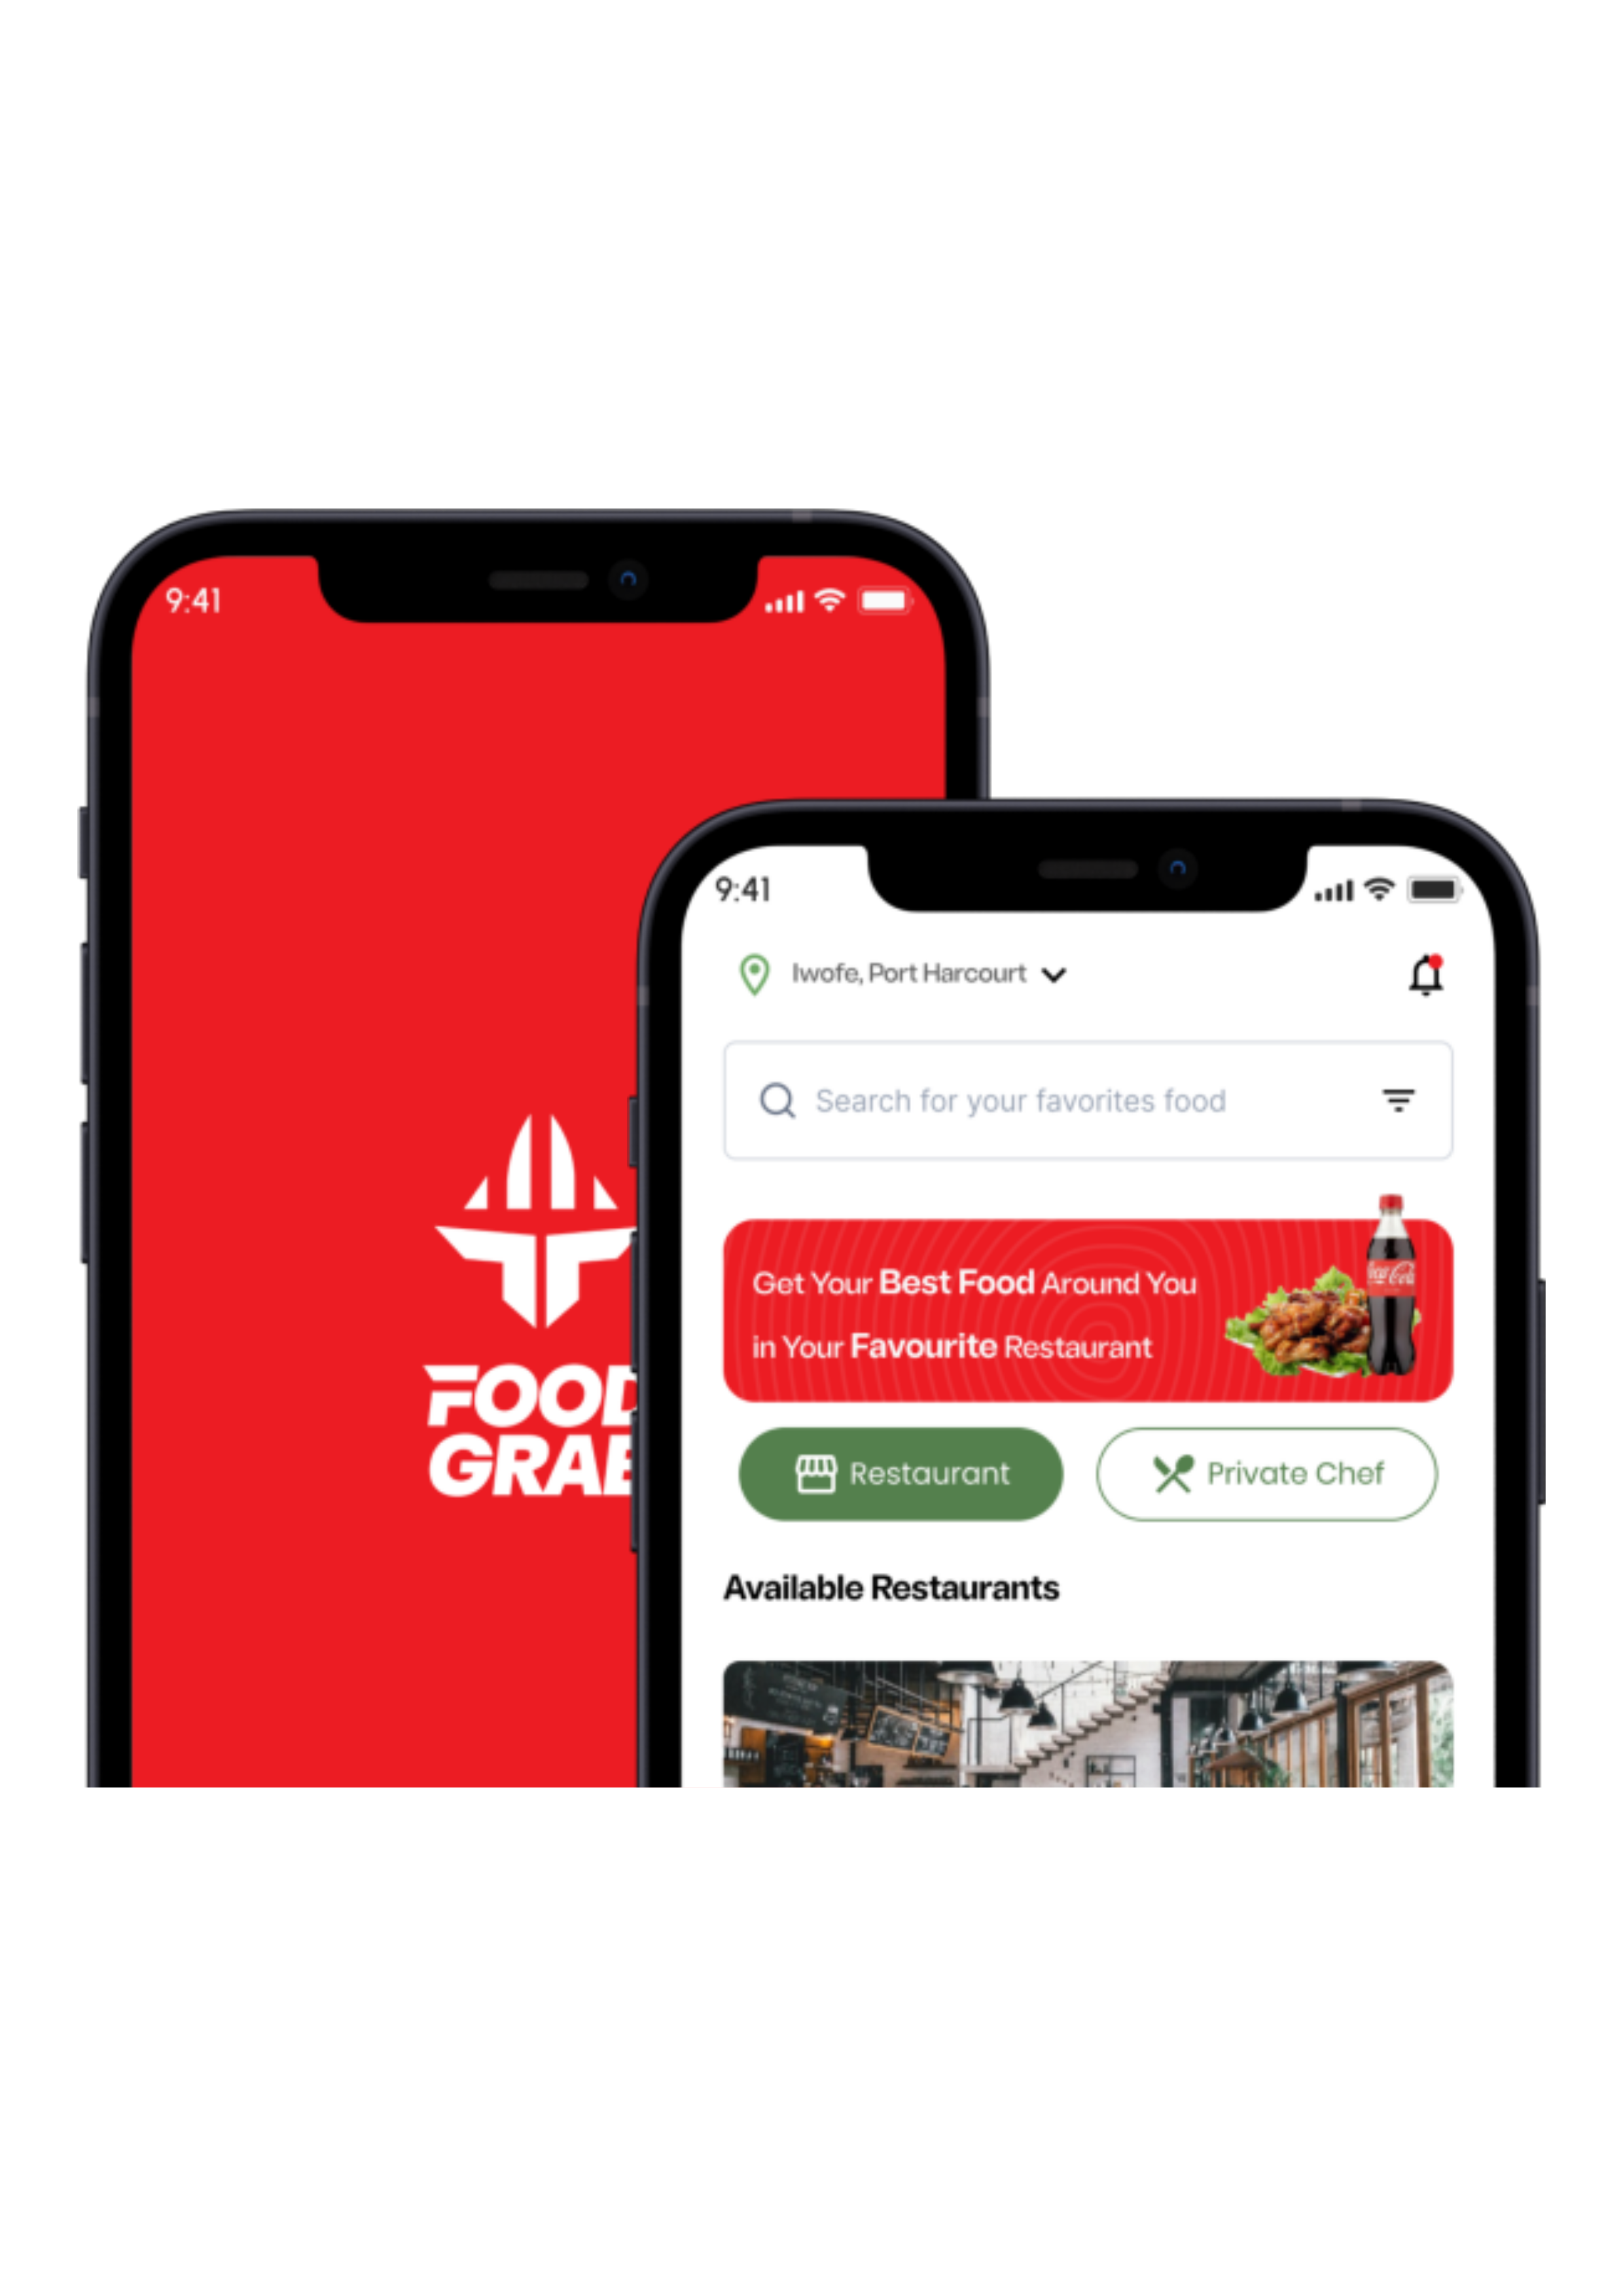 9:41
FOOD
GRAB
9:41
Iwofe, Port Harcourt
Search for your favorites food
Get Your Best Food Around You
in Your Favourite Restaurant
Coca-Cola
Restaurant
Private Chef
Available Restaurants